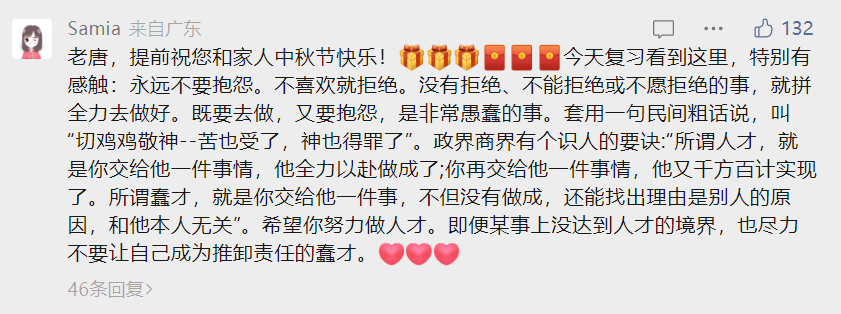 Samia 来自广东 132
老唐，提前祝您和家人中秋节快乐！🎁🎁🎁🧧🧧🧧今天复习看到这里，特别有
感触：永远不要抱怨。不喜欢就拒绝。没有拒绝、不能拒绝或不愿拒绝的事，就拼
全力去做好。既要去做，又要抱怨，是非常愚蠢的事。套用一句民间粗话说，叫
”切鸡鸡敬神--苦也受了，神也得罪了”。政界商界有个识人的要诀:“所谓人才，就
是你交给他一件事情，他全力以赴做成了;你再交给他一件事情，他又千方百计实现
了。所谓蠢才，就是你交给他一件事，不但没有做成，还能找出理由是别人的原
因，和他本人无关”。希望你努力做人才。即便某事上没达到人才的境界，也尽力
不要让自己成为推卸责任的蠢才。❤❤❤
46条回复>